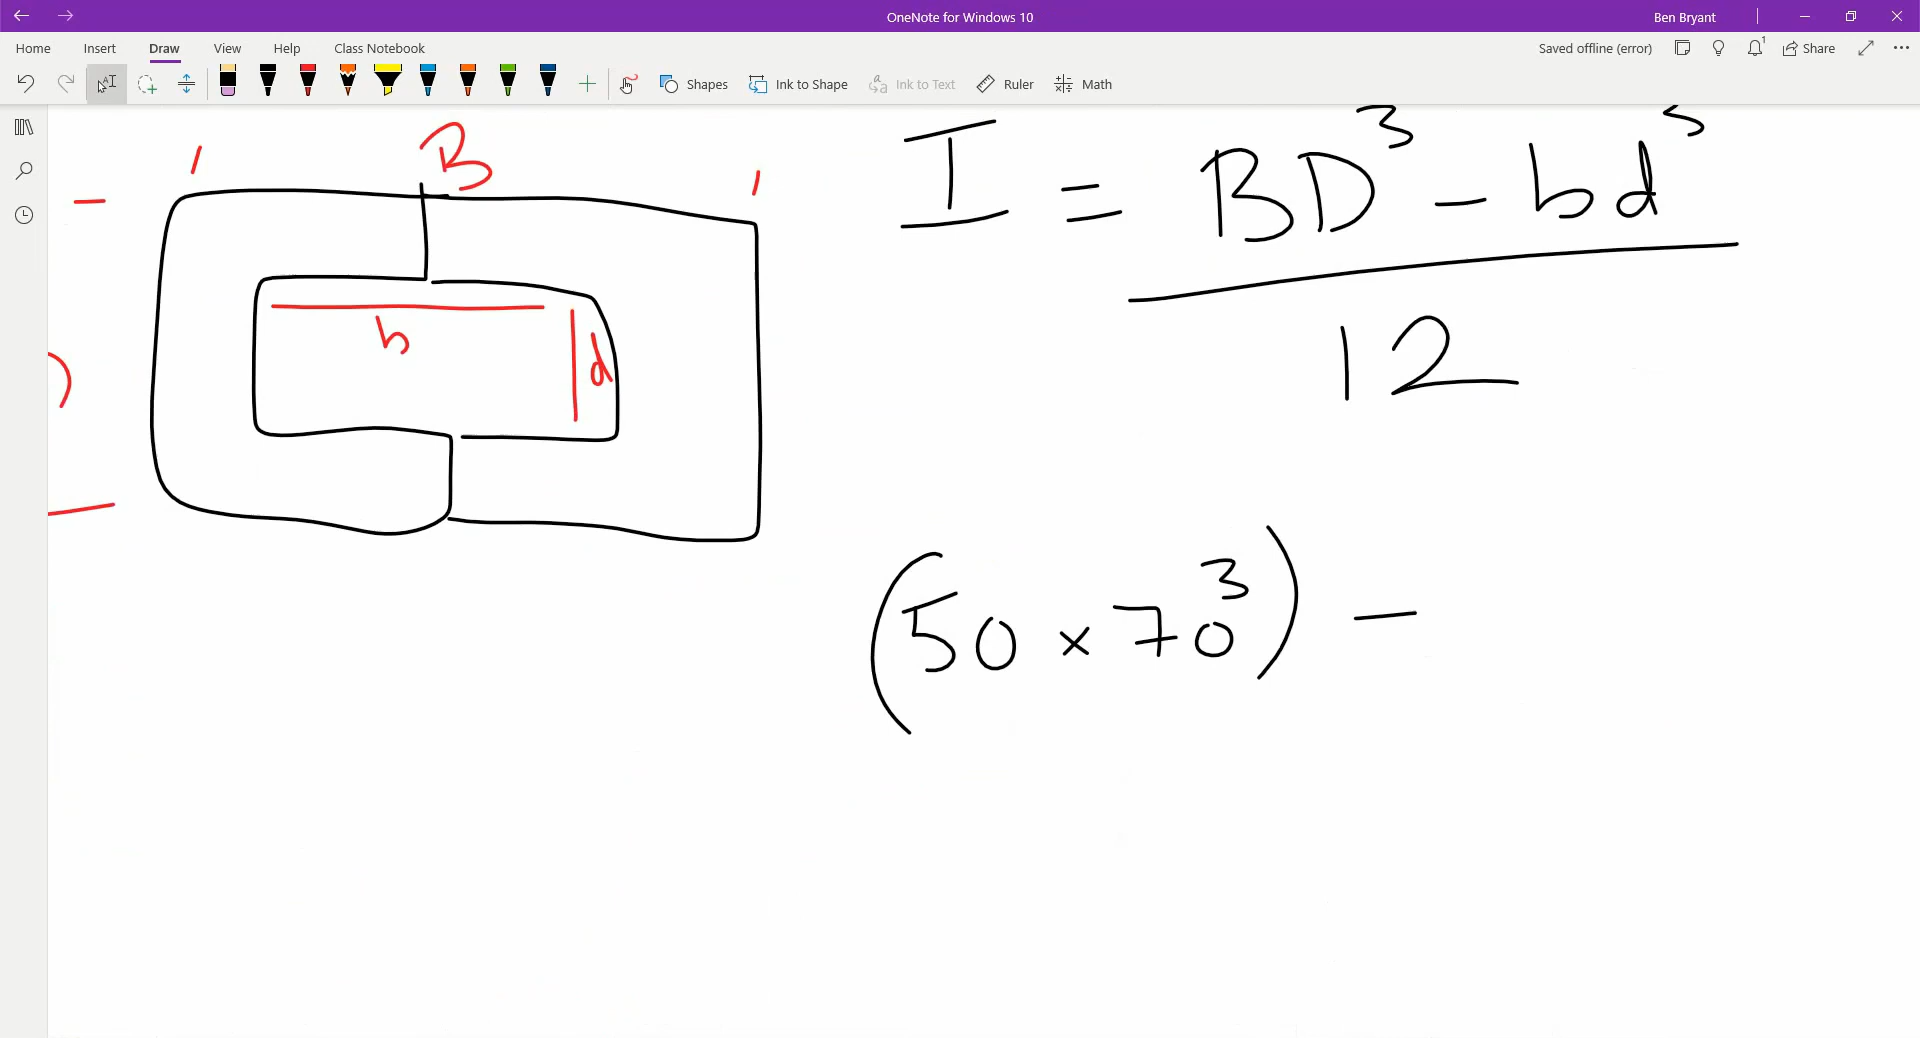 OneNote for Windows 10
Ben Bryant
Home Insert Draw View Help Class Notebook
Saved offline (error)
1
Share
Shapes
Ink to Shape
Ink to Text
Ruler
Math
B
b
d
I = BD³ - bd³
12
(50 × 70³) -